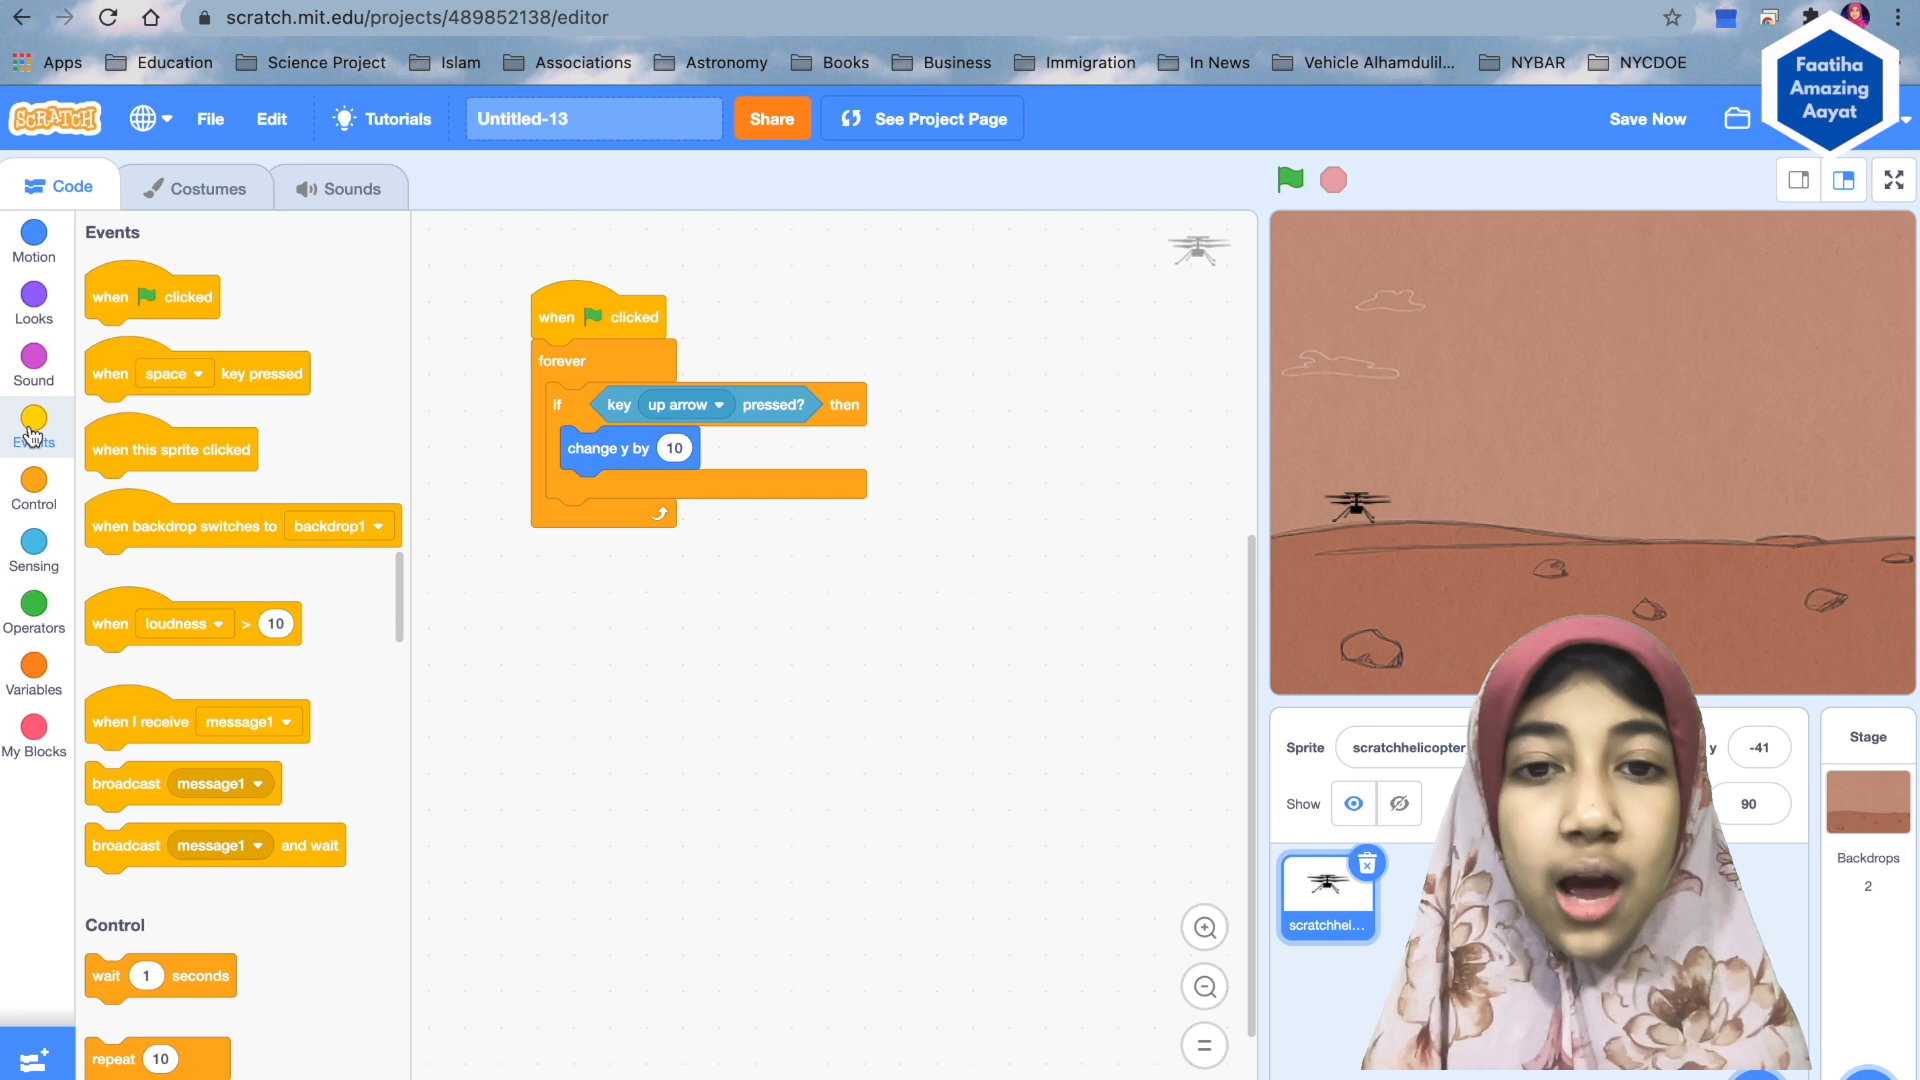 scratch.mit.edu/projects/489852138/editor
Apps Education Science Project Islam Associations Astronomy Books Business Immigration In News Vehicle Alhamdulil... NYBAR NYCDOE
Faatiha
Amazing
Aayat
SCRATCH File Edit Tutorials Untitled-13 Share See Project Page Save Now
Code Costumes Sounds
Motion
Looks
Sound
Events
Control
Sensing
Operators
Variables
My Blocks
Events
when clicked
when space key pressed
when this sprite clicked
when backdrop switches to backdrop1
when loudness > 10
when I receive message1
broadcast message1
broadcast message1 and wait
Control
wait 1 seconds
repeat 10
when clicked
forever
if key up arrow pressed? then
change y by 10
Sprite scratchhelicopter y -41
Show 90
scratchhel...
Stage
Backdrops
2